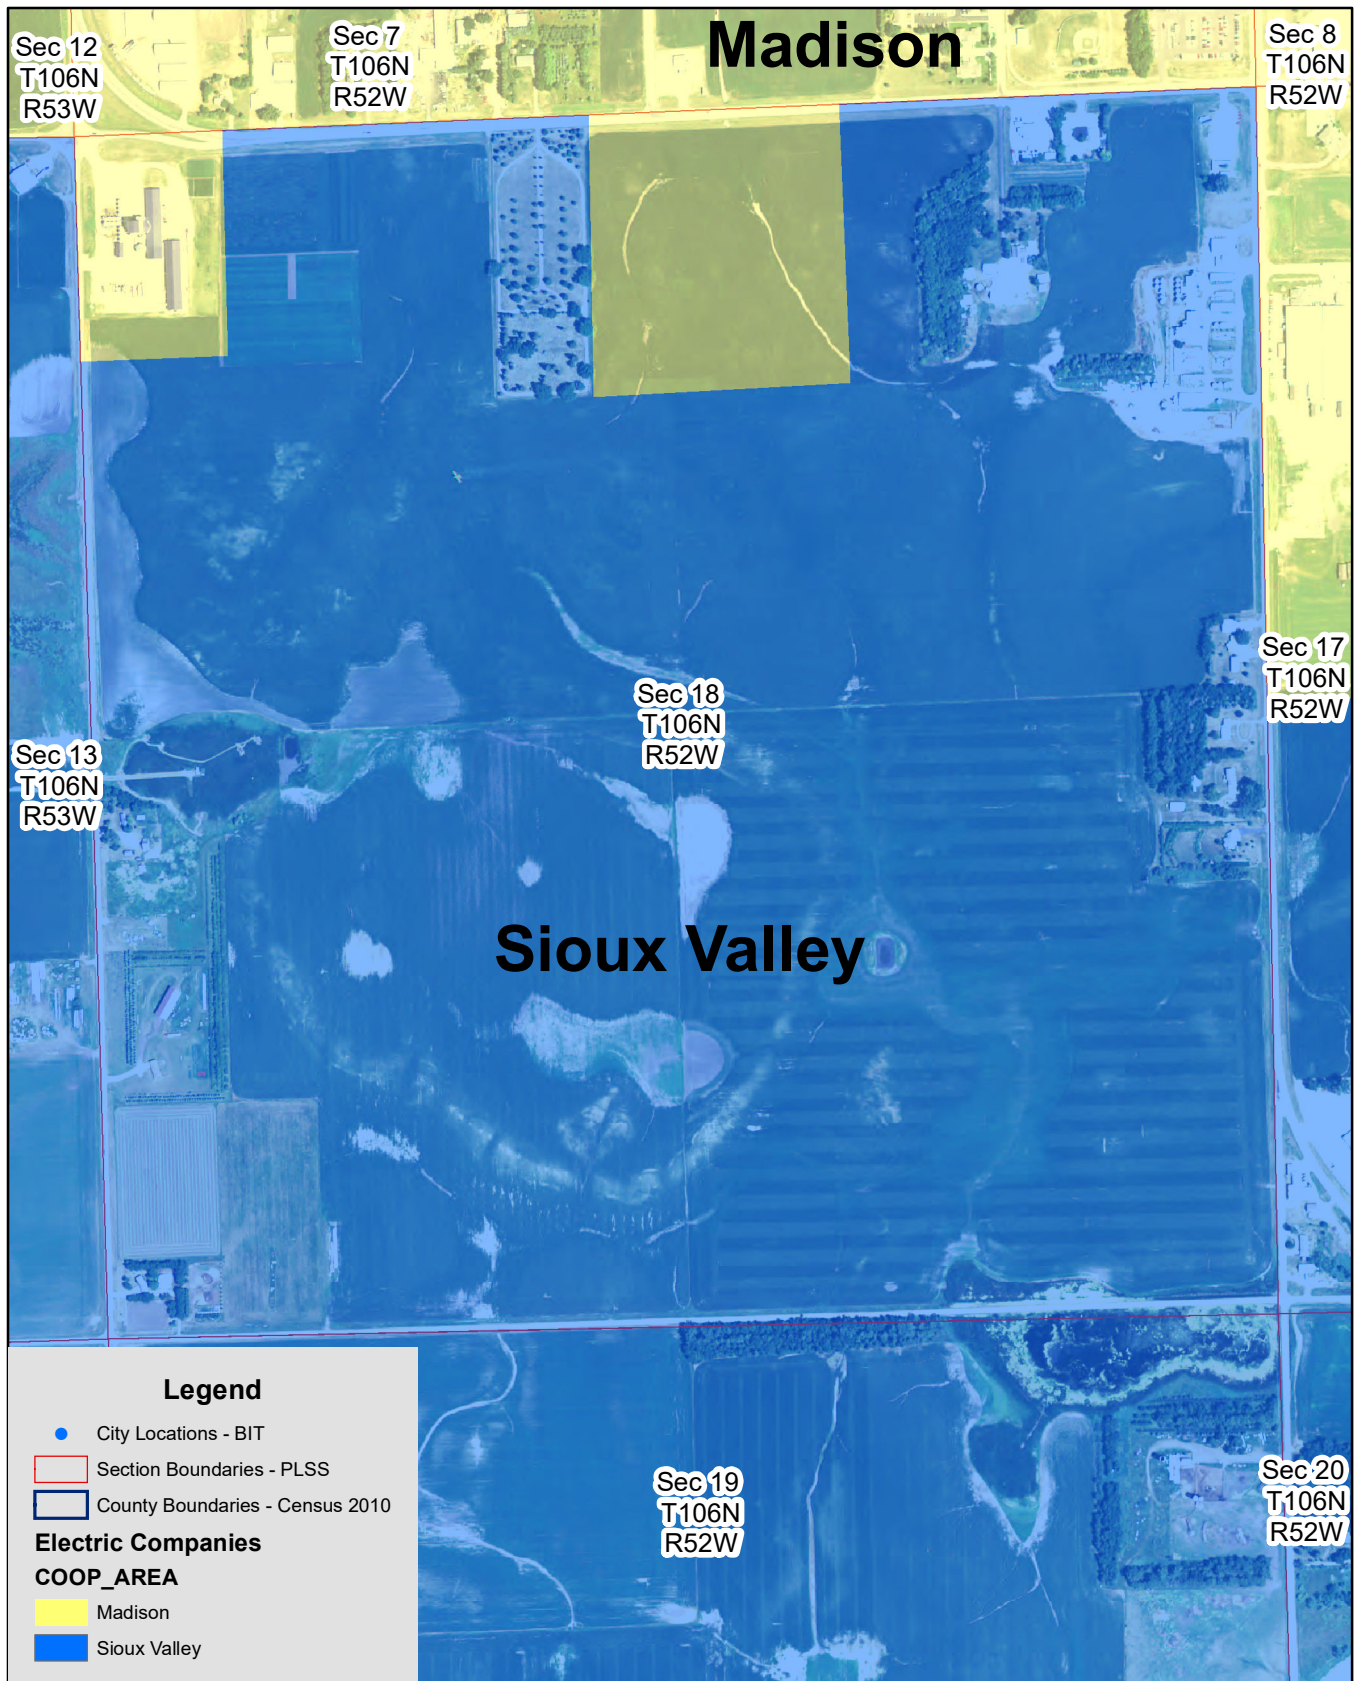 Madison
Sec 12
T106N
R53W
Sec 7
T106N
R52W
Sec 8
T106N
R52W
Sec 18
T106N
R52W
Sec 17
T106N
R52W
Sec 13
T106N
R53W
Sioux Valley
Sec 19
T106N
R52W
Sec 20
T106N
R52W
Legend
City Locations - BIT
Section Boundaries - PLSS
County Boundaries - Census 2010
Electric Companies
COOP_AREA
Madison
Sioux Valley